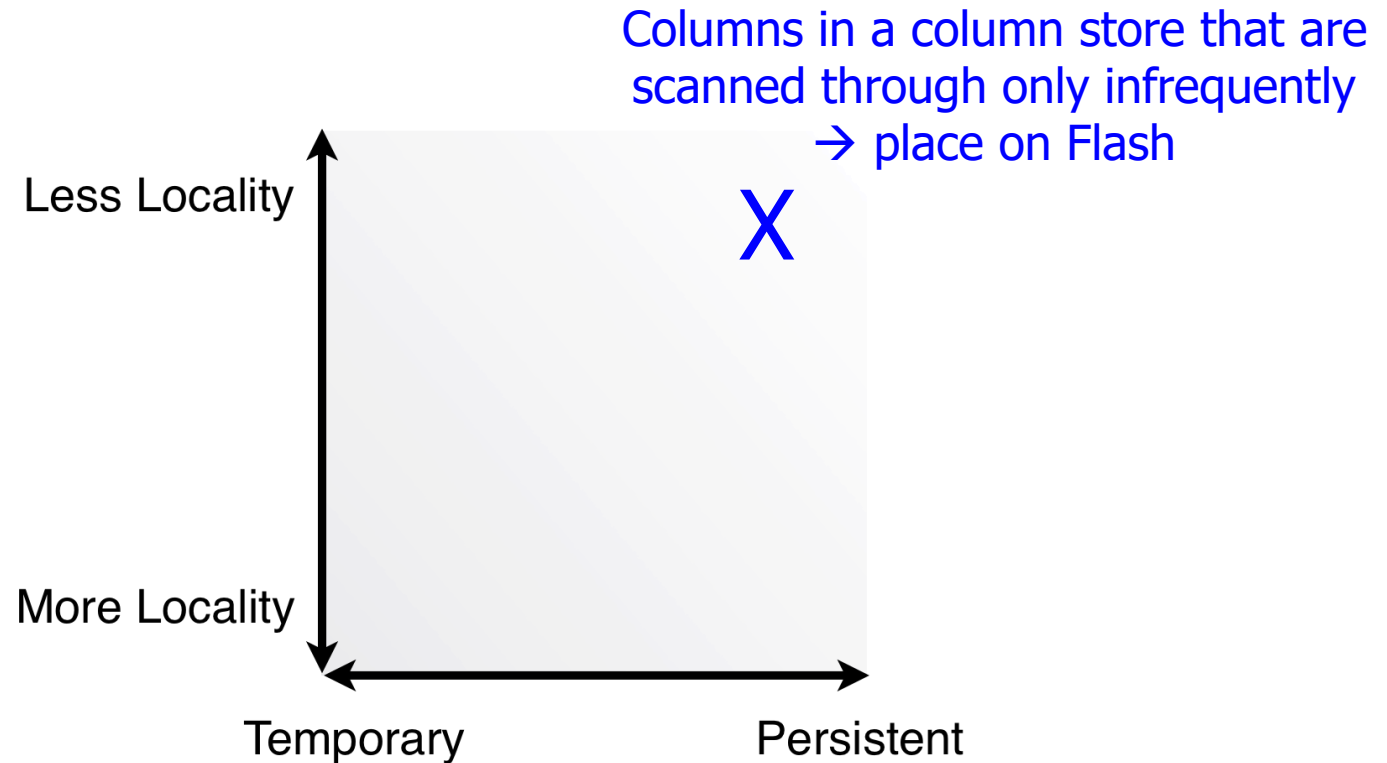 Columns in a column store that are
scanned through only infrequently
→ place on Flash
Less Locality
X
More Locality
Temporary
Persistent